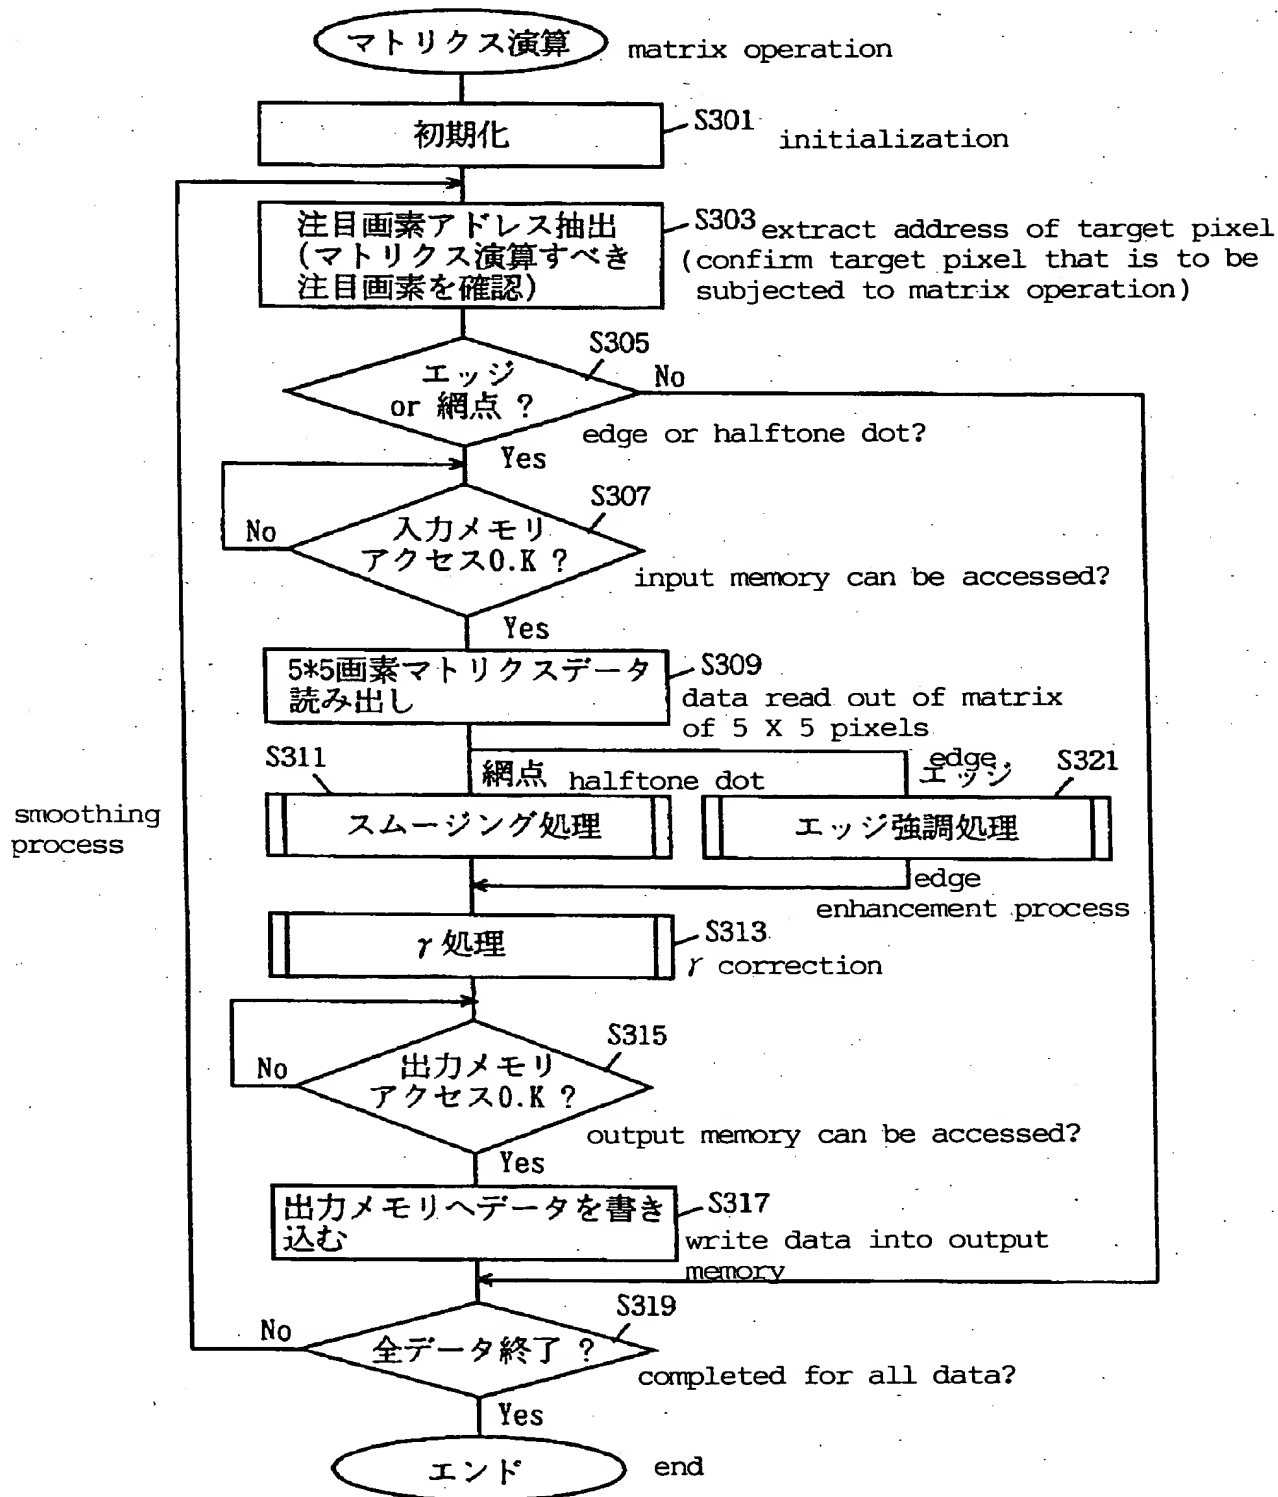 マトリクス演算
matrix operation
初期化
S301
initialization
注目画素アドレス抽出
(マトリクス演算すべき
注目画素を確認)
S303
extract address of target pixel
(confirm target pixel that is to be
subjected to matrix operation)
S305
エッジ
or 網点 ?
No
edge or halftone dot?
Yes
S307
入力メモリ
アクセスO.K ?
No
input memory can be accessed?
Yes
5*5画素マトリクスデータ
読み出し
S309
data read out of matrix
of 5 X 5 pixels
S311
網点
halftone dot
edge
エッジ
S321
smoothing
process
スムージング処理
エッジ強調処理
edge
enhancement process
γ 処理
S313
γ correction
S315
出力メモリ
アクセスO.K ?
No
output memory can be accessed?
Yes
出力メモリへデータを書き
込む
S317
write data into output
memory
S319
全データ終了 ?
No
completed for all data?
Yes
エンド
end